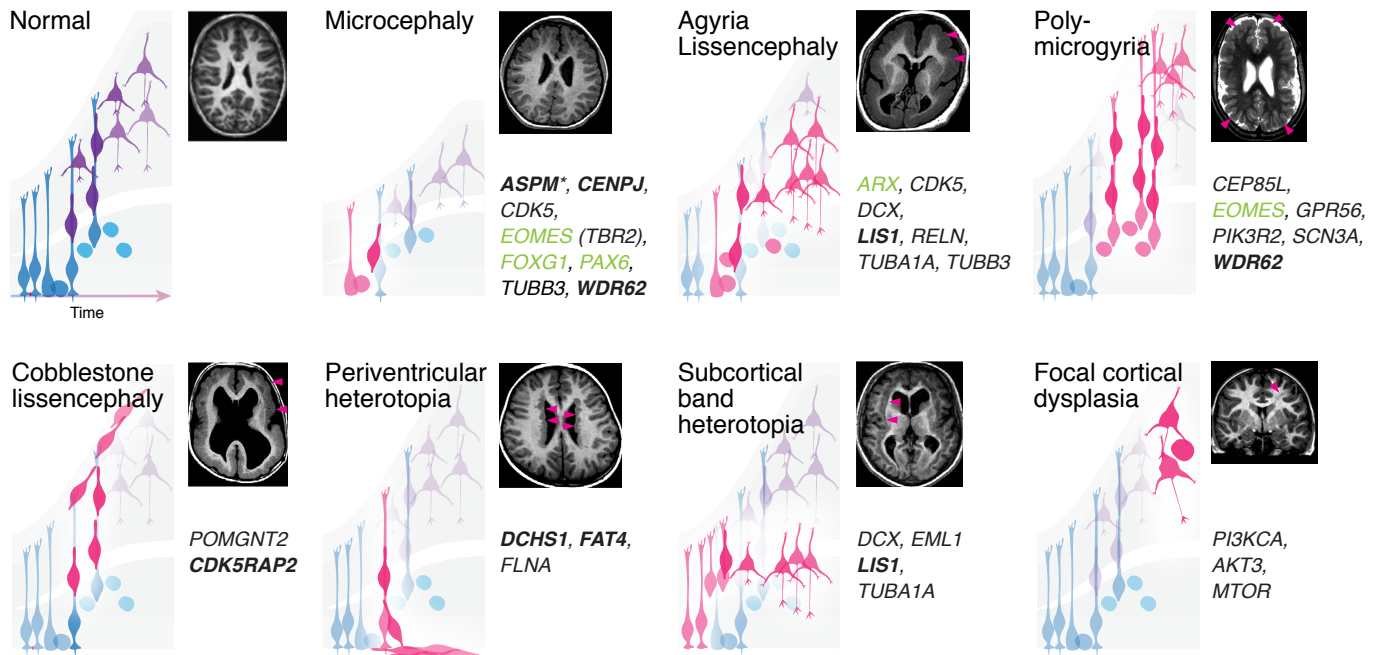 Normal
Time
Microcephaly
ASPM*, CENPJ,
CDK5,
EOMES (TBR2),
FOXG1, PAX6,
TUBB3, WDR62
Agyria
Lissencephaly
ARX, CDK5,
DCX,
LIS1, RELN,
TUBA1A, TUBB3
Poly-
microgyria
CEP85L,
EOMES, GPR56,
PIK3R2, SCN3A,
WDR62
Cobblestone
lissencephaly
POMGNT2
CDK5RAP2
Periventricular
heterotopia
DCHS1, FAT4,
FLNA
Subcortical
band
heterotopia
DCX, EML1
LIS1,
TUBA1A
Focal cortical
dysplasia
PI3KCA,
AKT3,
MTOR